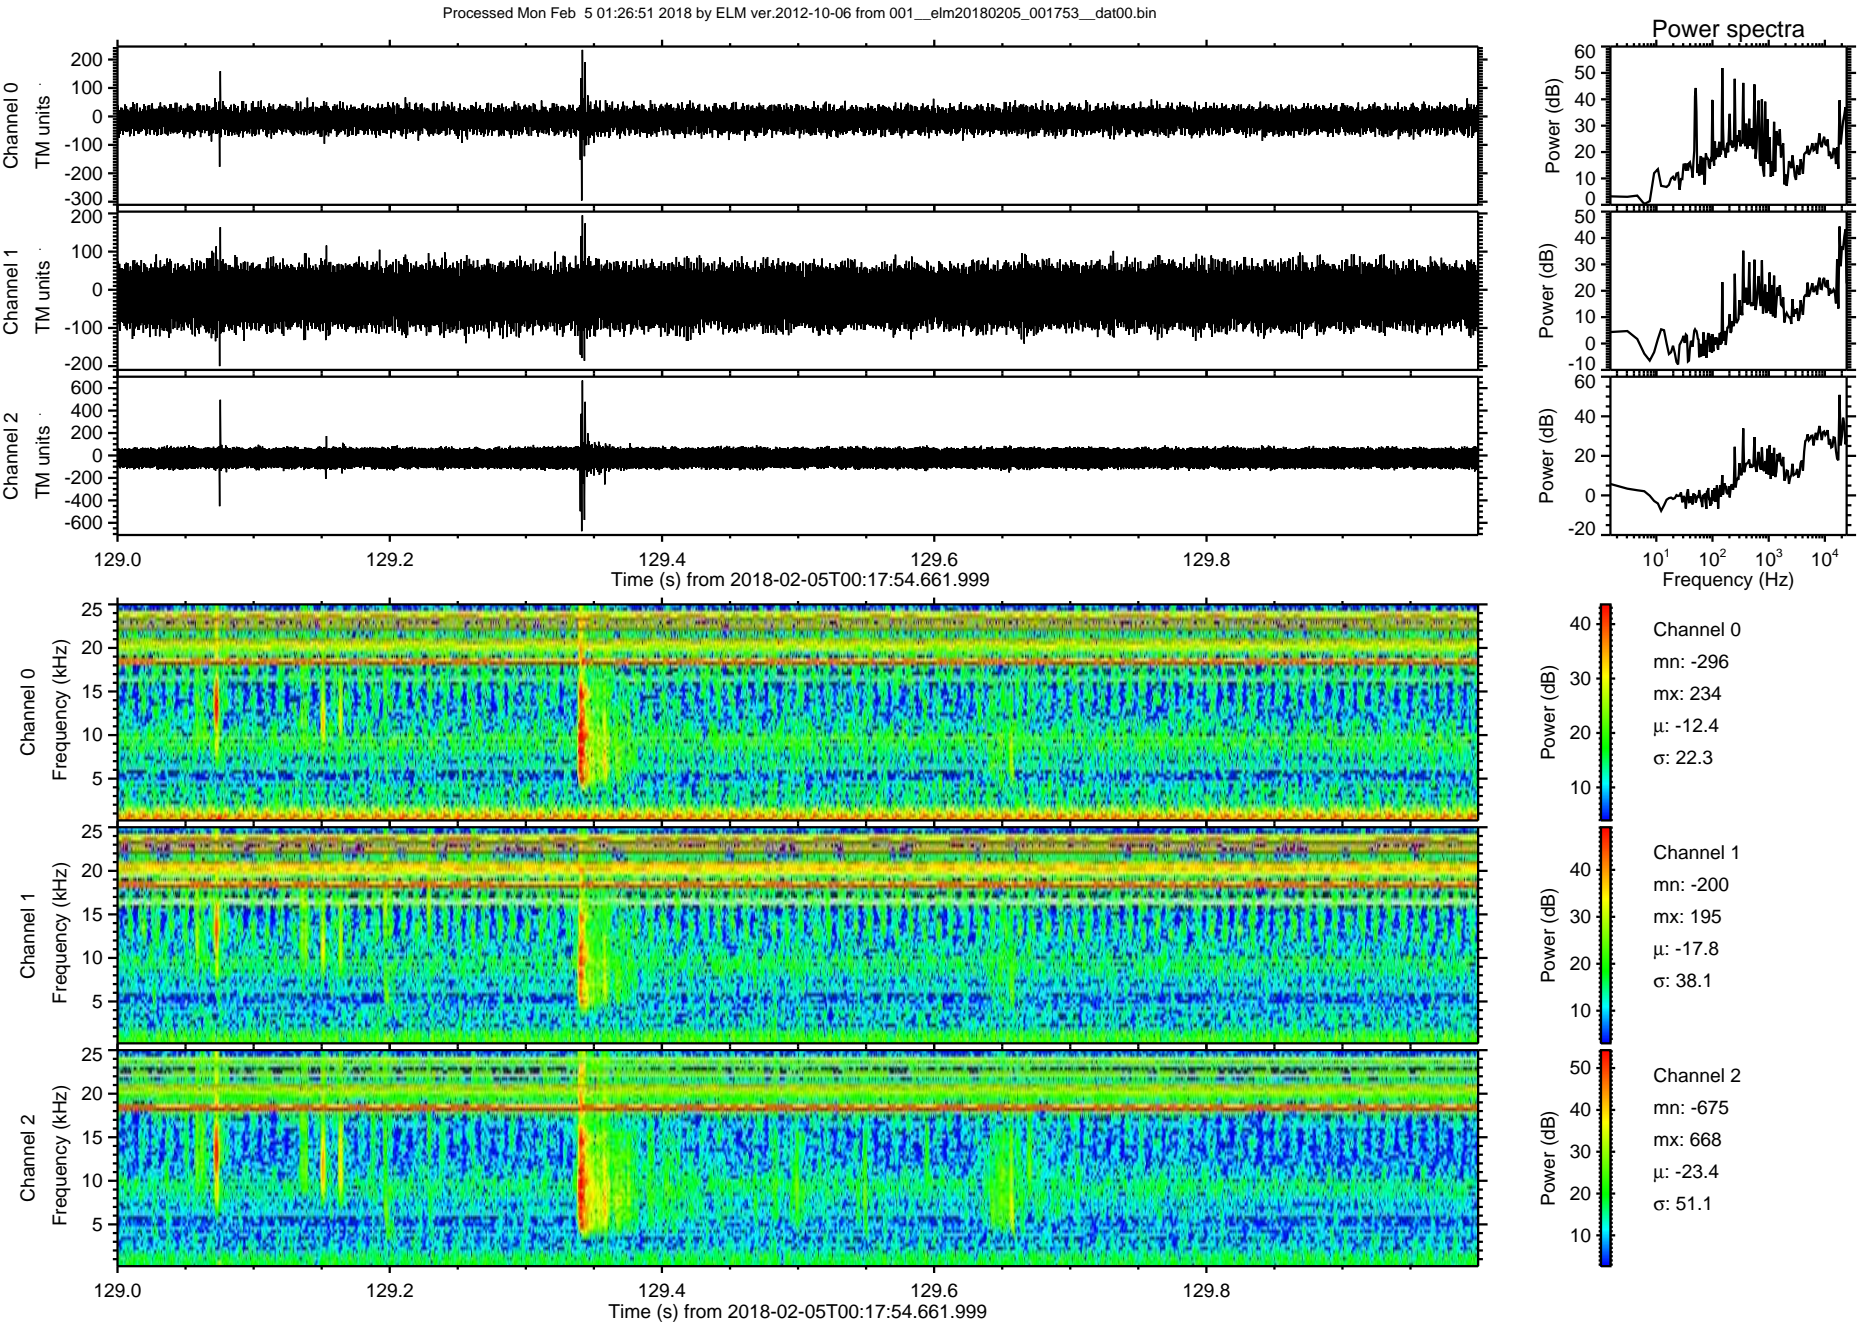 Processed Mon Feb  5 01:26:51 2018 by ELM ver.2012-10-06 from 001__elm20180205_001753__dat00.bin
Power spectra
Channel 0
TM units
200
100
0
-100
-200
-300
Power (dB)
60
50
40
30
20
10
0
Channel 1
TM units
200
100
0
-100
-200
Power (dB)
50
40
30
20
10
0
-10
Channel 2
TM units
600
400
200
0
-200
-400
-600
Power (dB)
60
40
20
0
-20
129.0 129.2 129.4 129.6 129.8
Time (s) from 2018-02-05T00:17:54.661.999
10¹ 10² 10³ 10⁴
Frequency (Hz)
Channel 0
Frequency (kHz)
25
20
15
10
5
Power (dB)
40
30
20
10
Channel 0
mn: -296
mx: 234
μ: -12.4
σ: 22.3
Channel 1
Frequency (kHz)
25
20
15
10
5
Power (dB)
40
30
20
10
Channel 1
mn: -200
mx: 195
μ: -17.8
σ: 38.1
Channel 2
Frequency (kHz)
25
20
15
10
5
Power (dB)
50
40
30
20
10
Channel 2
mn: -675
mx: 668
μ: -23.4
σ: 51.1
129.0 129.2 129.4 129.6 129.8
Time (s) from 2018-02-05T00:17:54.661.999